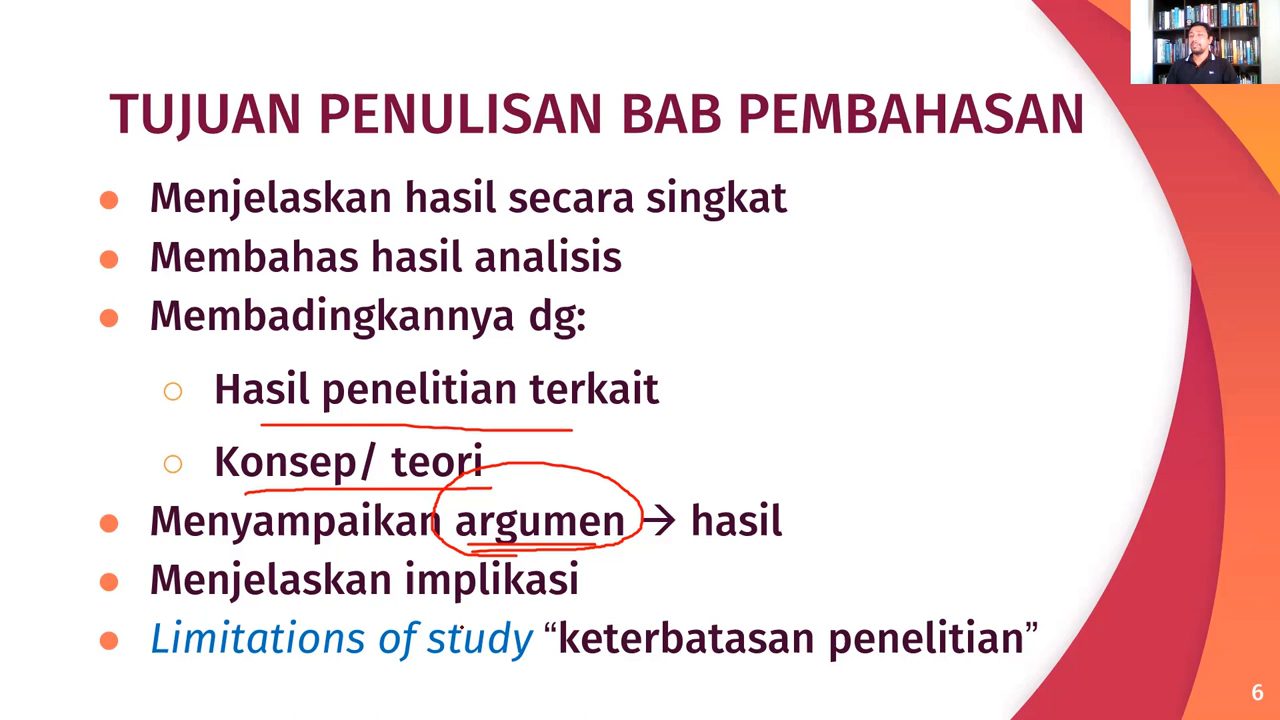 TUJUAN PENULISAN BAB PEMBAHASAN
Menjelaskan hasil secara singkat
Membahas hasil analisis
Membadingkannya dg:
Hasil penelitian terkait
Konsep/ teori
Menyampaikan argumen → hasil
Menjelaskan implikasi
Limitations of study “keterbatasan penelitian”
6